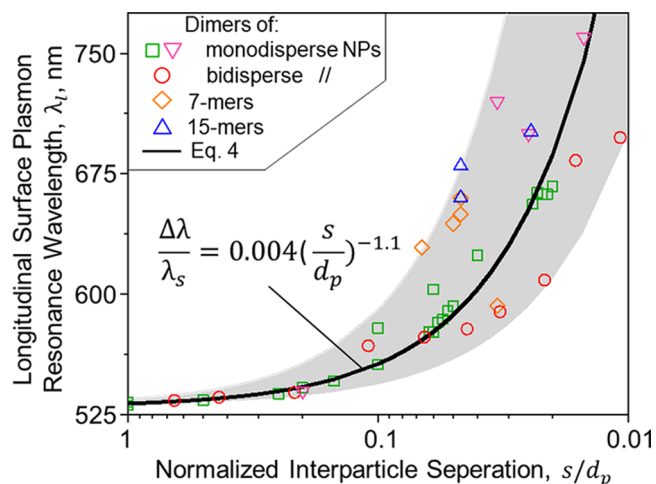 Dimers of:
monodisperse NPs
bidisperse //
7-mers
15-mers
Eq. 4
Δλ/λₛ = 0.004(s/dₚ)^−1.1
Longitudinal Surface Plasmon
Resonance Wavelength, λₗ, nm
750
675
600
525
1
0.1
0.01
Normalized Interparticle Seperation, s/dₚ